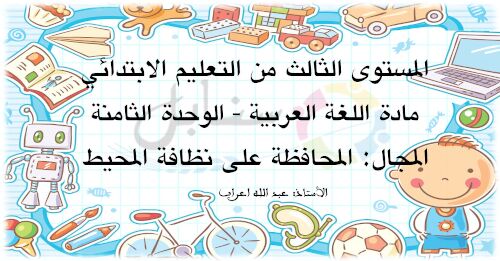 المستوى الثالث من التعليم الابتدائي
مادة اللغة العربية - الوحدة الثامنة
المجال: المحافظة على نظافة المحيط
الأستاذ: عبد الله اعراب